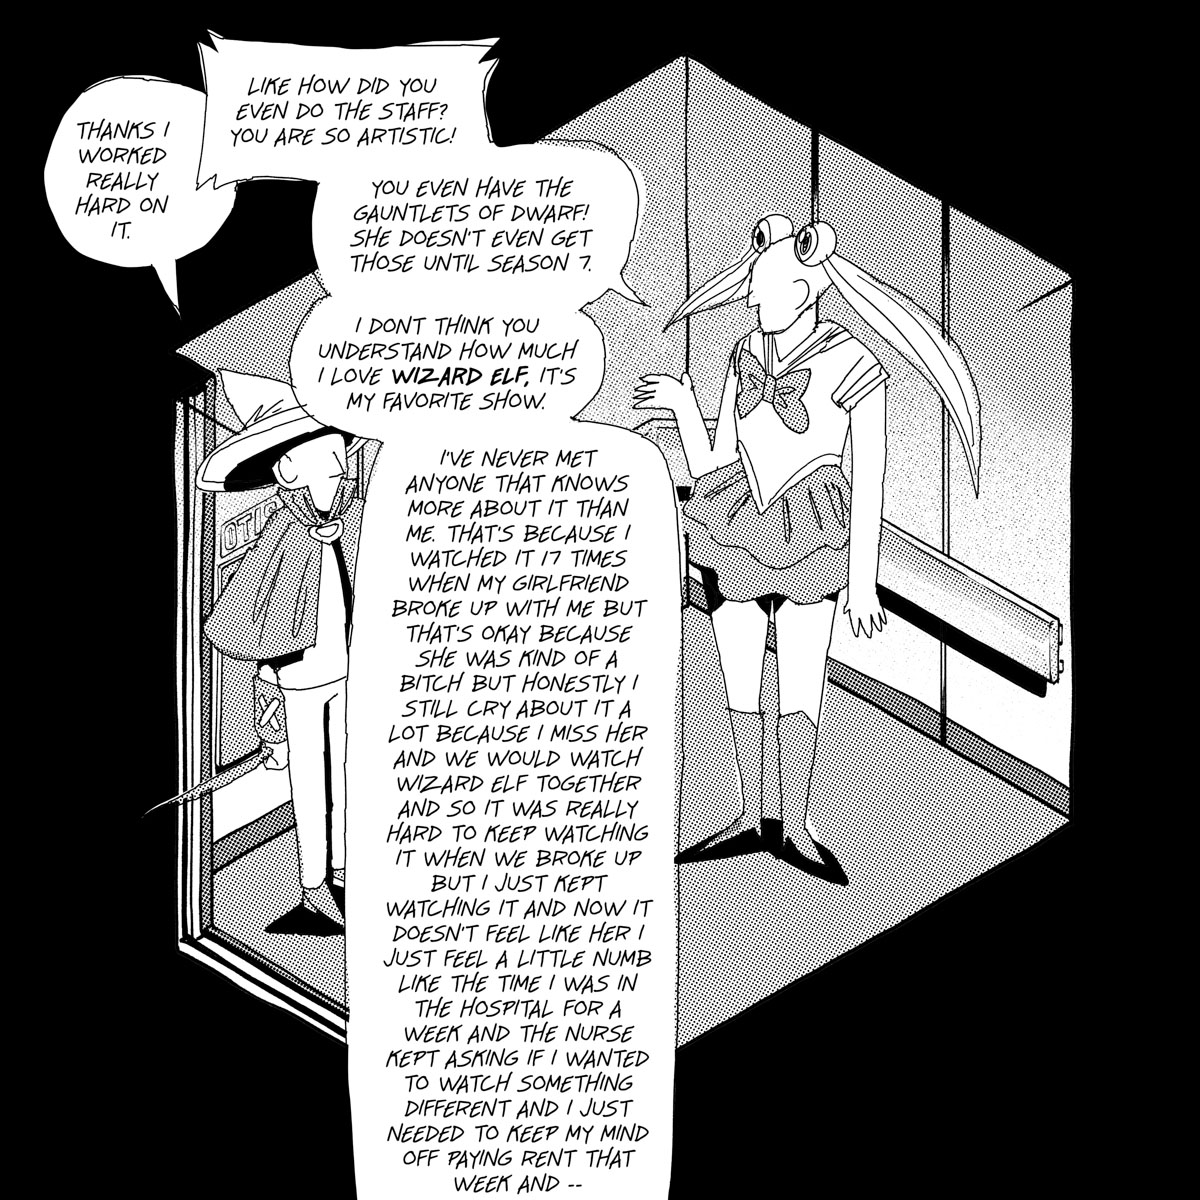 LIKE HOW DID YOU
EVEN DO THE STAFF?
YOU ARE SO ARTISTIC!
THANKS I
WORKED
REALLY
HARD ON
IT.
YOU EVEN HAVE THE
GAUNTLETS OF DWARF!
SHE DOESN'T EVEN GET
THOSE UNTIL SEASON 7.
I DONT THINK YOU
UNDERSTAND HOW MUCH
I LOVE WIZARD ELF, IT'S
MY FAVORITE SHOW.
I'VE NEVER MET
ANYONE THAT KNOWS
MORE ABOUT IT THAN
ME. THAT'S BECAUSE I
WATCHED IT 17 TIMES
WHEN MY GIRLFRIEND
BROKE UP WITH ME BUT
THAT'S OKAY BECAUSE
SHE WAS KIND OF A
BITCH BUT HONESTLY I
STILL CRY ABOUT IT A
LOT BECAUSE I MISS HER
AND WE WOULD WATCH
WIZARD ELF TOGETHER
AND SO IT WAS REALLY
HARD TO KEEP WATCHING
IT WHEN WE BROKE UP
BUT I JUST KEPT
WATCHING IT AND NOW IT
DOESN'T FEEL LIKE HER I
JUST FEEL A LITTLE NUMB
LIKE THE TIME I WAS IN
THE HOSPITAL FOR A
WEEK AND THE NURSE
KEPT ASKING IF I WANTED
TO WATCH SOMETHING
DIFFERENT AND I JUST
NEEDED TO KEEP MY MIND
OFF PAYING RENT THAT
WEEK AND --
OTIS